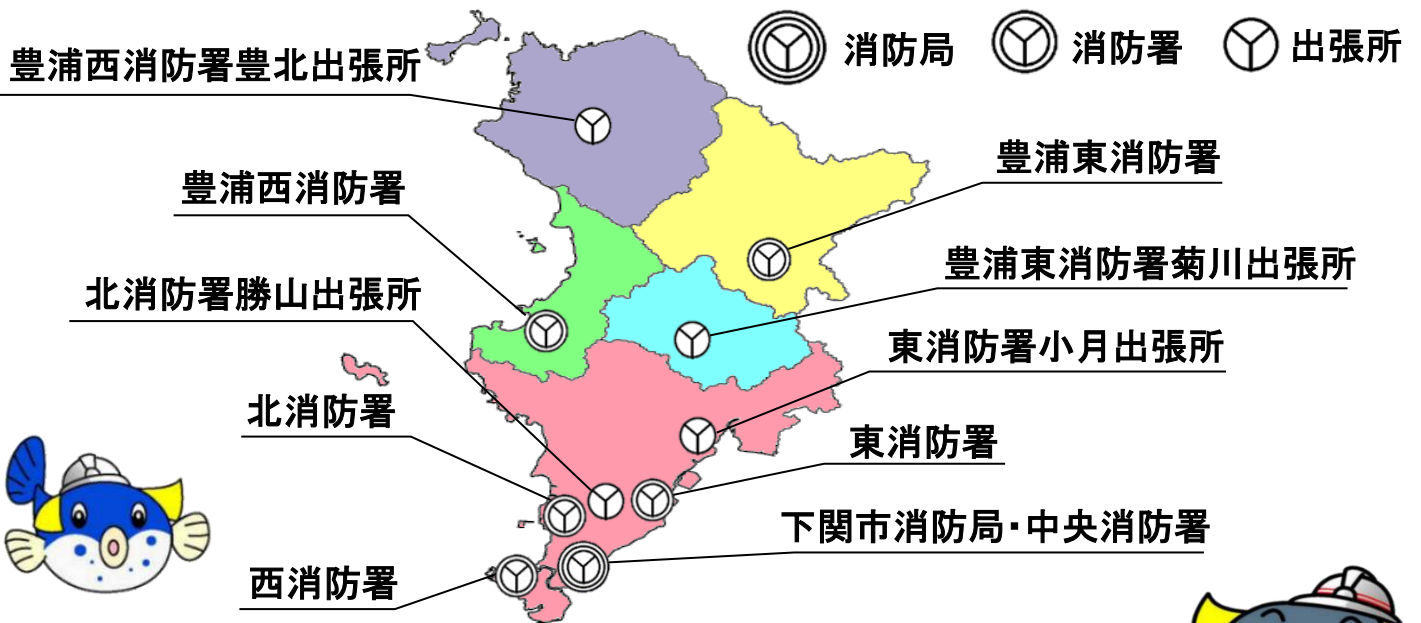 消防局 消防署 出張所
豊浦西消防署豊北出張所
豊浦東消防署
豊浦西消防署
豊浦東消防署菊川出張所
北消防署勝山出張所
東消防署小月出張所
北消防署
東消防署
下関市消防局・中央消防署
西消防署